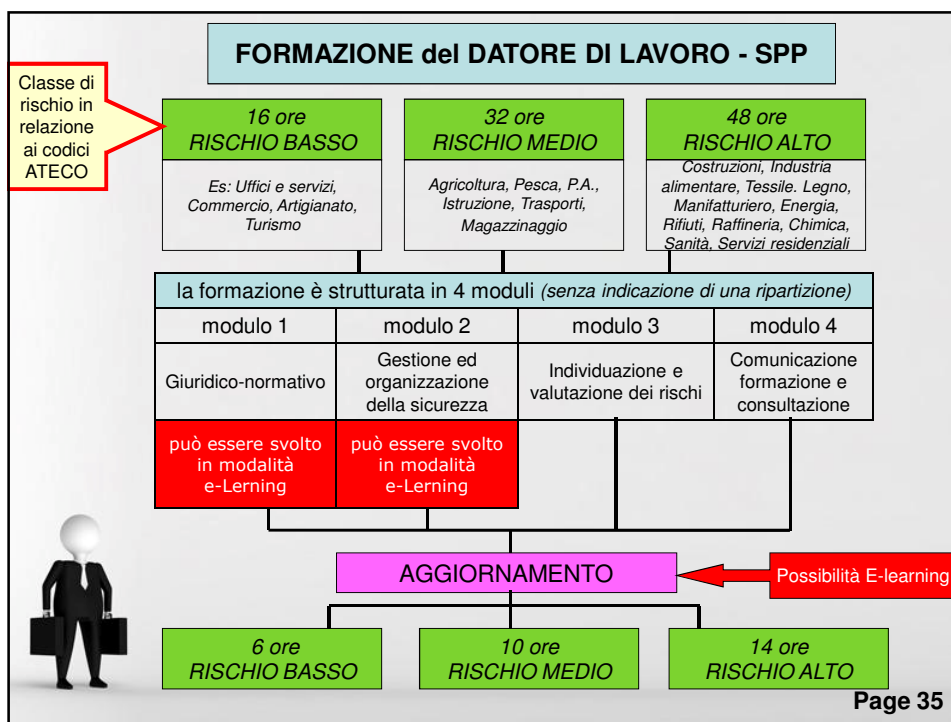 FORMAZIONE del DATORE DI LAVORO - SPP
Classe di
rischio in
relazione
ai codici
ATECO
16 ore
RISCHIO BASSO
Es: Uffici e servizi,
Commercio, Artigianato,
Turismo
32 ore
RISCHIO MEDIO
Agricoltura, Pesca, P.A.,
Istruzione, Trasporti,
Magazzinaggio
48 ore
RISCHIO ALTO
Costruzioni, Industria
alimentare, Tessile. Legno,
Manifatturiero, Energia,
Rifiuti, Raffineria, Chimica,
Sanità, Servizi residenziali
la formazione è strutturata in 4 moduli (senza indicazione di una ripartizione)
modulo 1
Giuridico-normativo
può essere svolto
in modalità
e-Lerning
modulo 2
Gestione ed
organizzazione
della sicurezza
può essere svolto
in modalità
e-Lerning
modulo 3
Individuazione e
valutazione dei rischi
modulo 4
Comunicazione
formazione e
consultazione
AGGIORNAMENTO
Possibilità E-learning
6 ore
RISCHIO BASSO
10 ore
RISCHIO MEDIO
14 ore
RISCHIO ALTO
Page 35